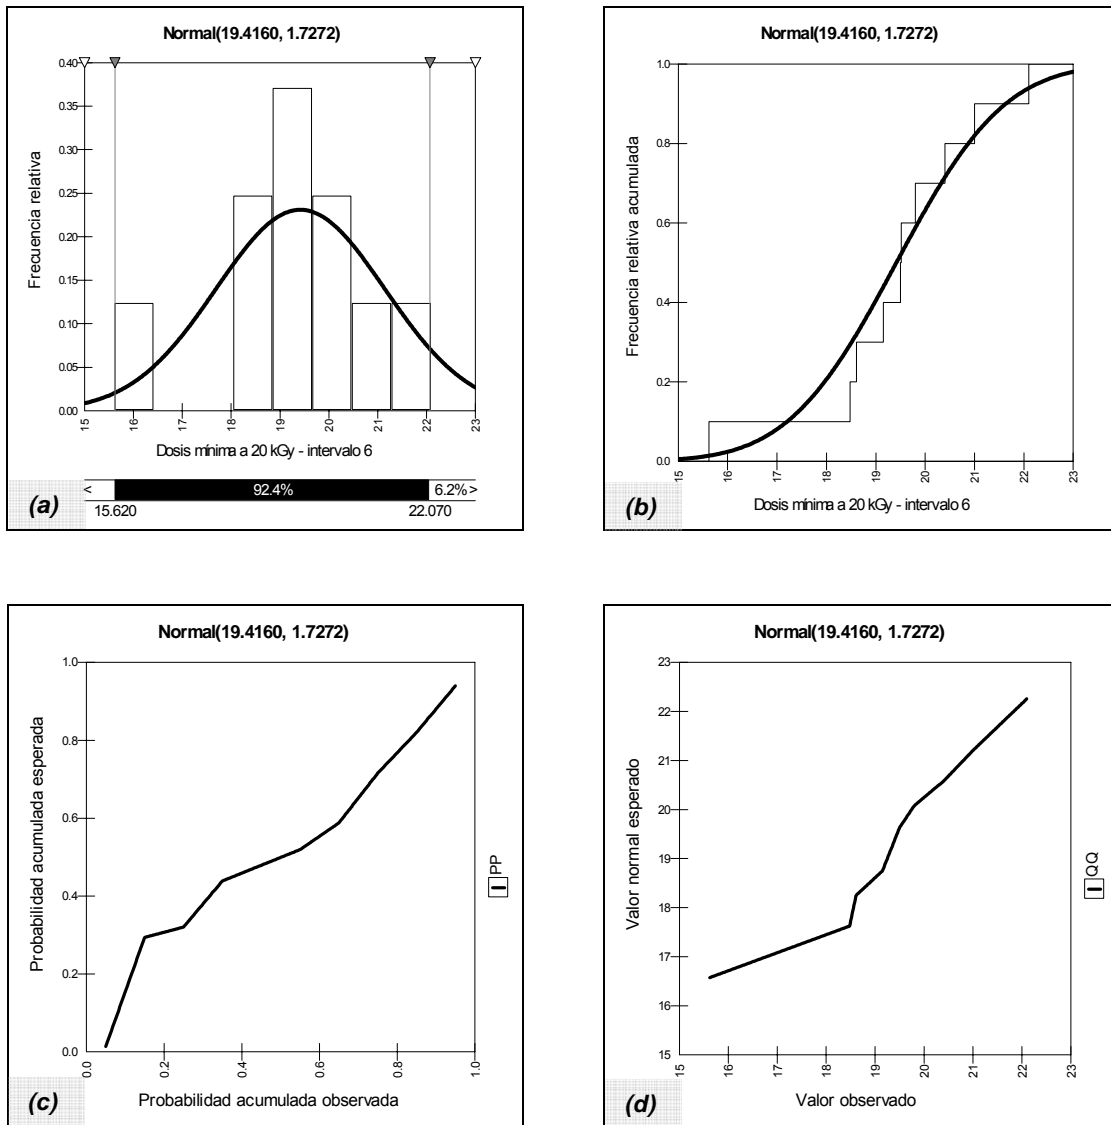 Normal(19.4160, 1.7272)
Frecuencia relativa
0.40
0.35
0.30
0.25
0.20
0.15
0.10
0.05
0.00
15 16 17 18 19 20 21 22 23
Dosis mínima a 20 kGy - intervalo 6
< 92.4% 6.2% >
(a) 15.620 22.070
Normal(19.4160, 1.7272)
Frecuencia relativa acumulada
1.0
0.8
0.6
0.4
0.2
0.0
15 16 17 18 19 20 21 22 23
(b) Dosis mínima a 20 kGy - intervalo 6
Normal(19.4160, 1.7272)
Probabilidad acumulada esperada
1.0
0.8
0.6
0.4
0.2
0.0
0.0 0.2 0.4 0.6 0.8 1.0
PP
(c) Probabilidad acumulada observada
Normal(19.4160, 1.7272)
Valor normal esperado
23
22
21
20
19
18
17
16
15
15 16 17 18 19 20 21 22 23
QQ
(d) Valor observado